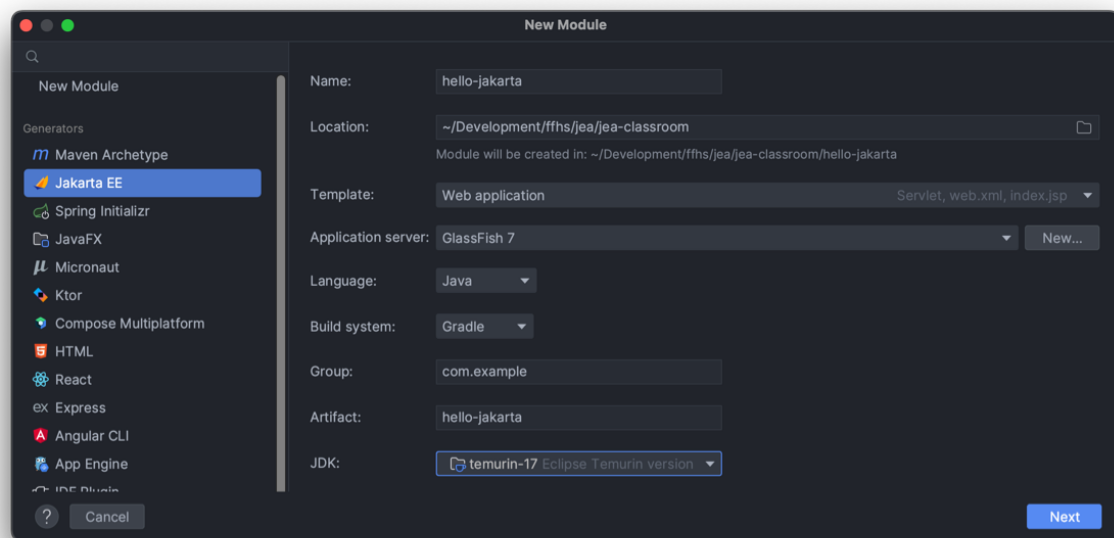 New Module
New Module
Generators
Maven Archetype
Jakarta EE
Spring Initializr
JavaFX
Micronaut
Ktor
Compose Multiplatform
HTML
React
ex Express
Angular CLI
App Engine
IDE Plugin
Name: hello-jakarta
Location: ~/Development/ffhs/jea/jea-classroom
Module will be created in: ~/Development/ffhs/jea/jea-classroom/hello-jakarta
Template: Web application Servlet, web.xml, index.jsp
Application server: GlassFish 7 New...
Language: Java
Build system: Gradle
Group: com.example
Artifact: hello-jakarta
JDK: temurin-17 Eclipse Temurin version
? Cancel Next